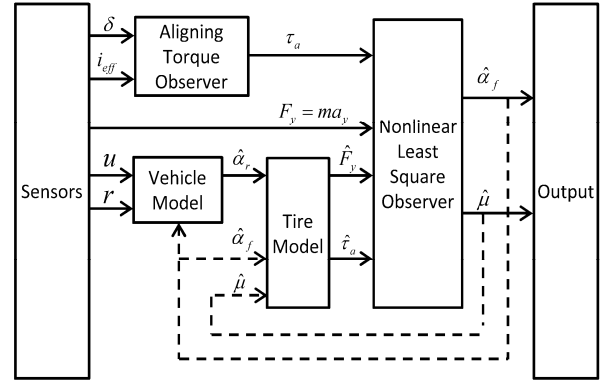 Sensors
δ
i_eff
Aligning
Torque
Observer
τ_a
F_y = ma_y
u
r
Vehicle
Model
α̂_r
α̂_f
μ̂
Tire
Model
F̂_y
τ̂_a
Nonlinear
Least
Square
Observer
α̂_f
μ̂
Output